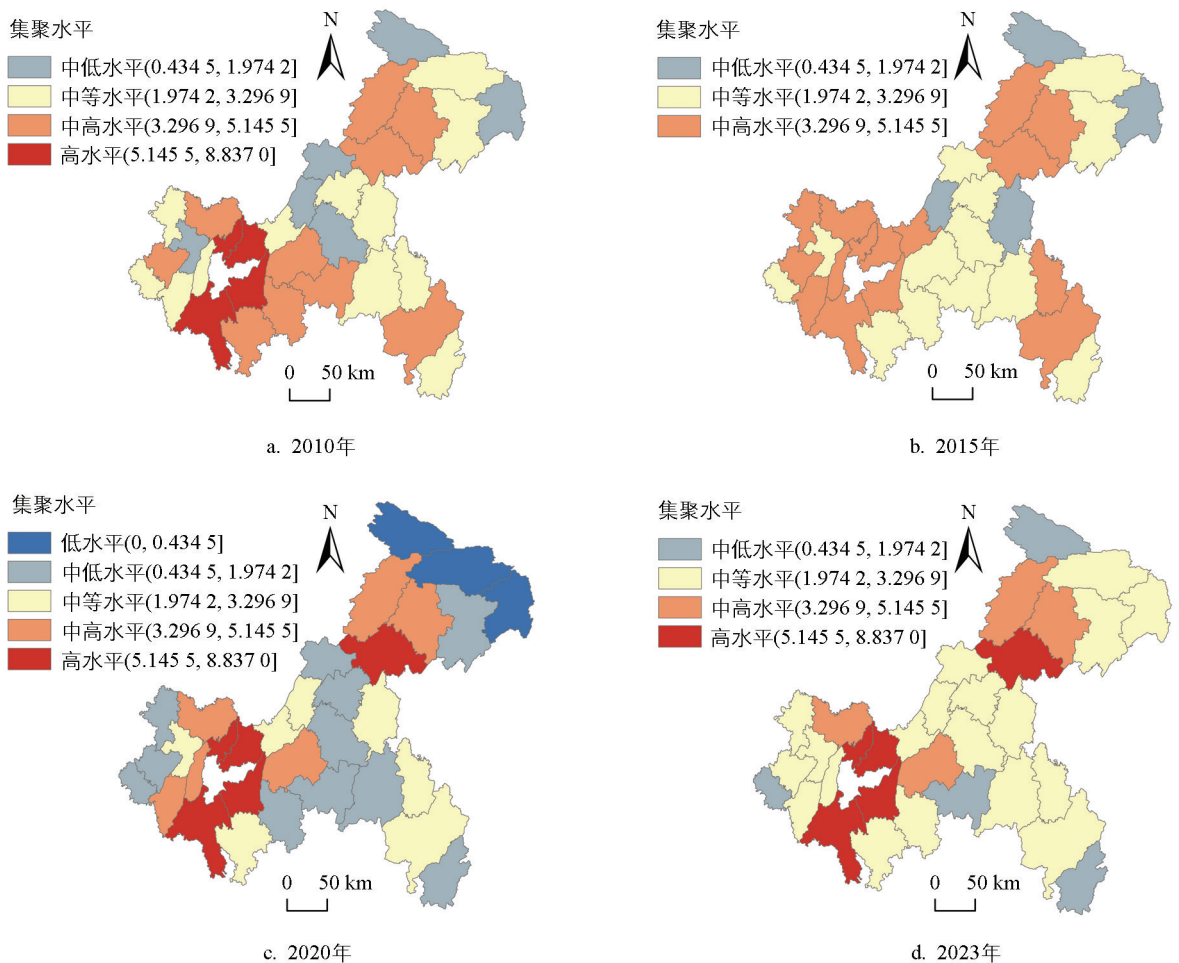 集聚水平
N
中低水平(0.434 5, 1.974 2]
中等水平(1.974 2, 3.296 9]
中高水平(3.296 9, 5.145 5]
高水平(5.145 5, 8.837 0]
0 50 km
a. 2010年
集聚水平
N
中低水平(0.434 5, 1.974 2]
中等水平(1.974 2, 3.296 9]
中高水平(3.296 9, 5.145 5]
0 50 km
b. 2015年
集聚水平
N
低水平(0, 0.434 5]
中低水平(0.434 5, 1.974 2]
中等水平(1.974 2, 3.296 9]
中高水平(3.296 9, 5.145 5]
高水平(5.145 5, 8.837 0]
0 50 km
c. 2020年
集聚水平
N
中低水平(0.434 5, 1.974 2]
中等水平(1.974 2, 3.296 9]
中高水平(3.296 9, 5.145 5]
高水平(5.145 5, 8.837 0]
0 50 km
d. 2023年